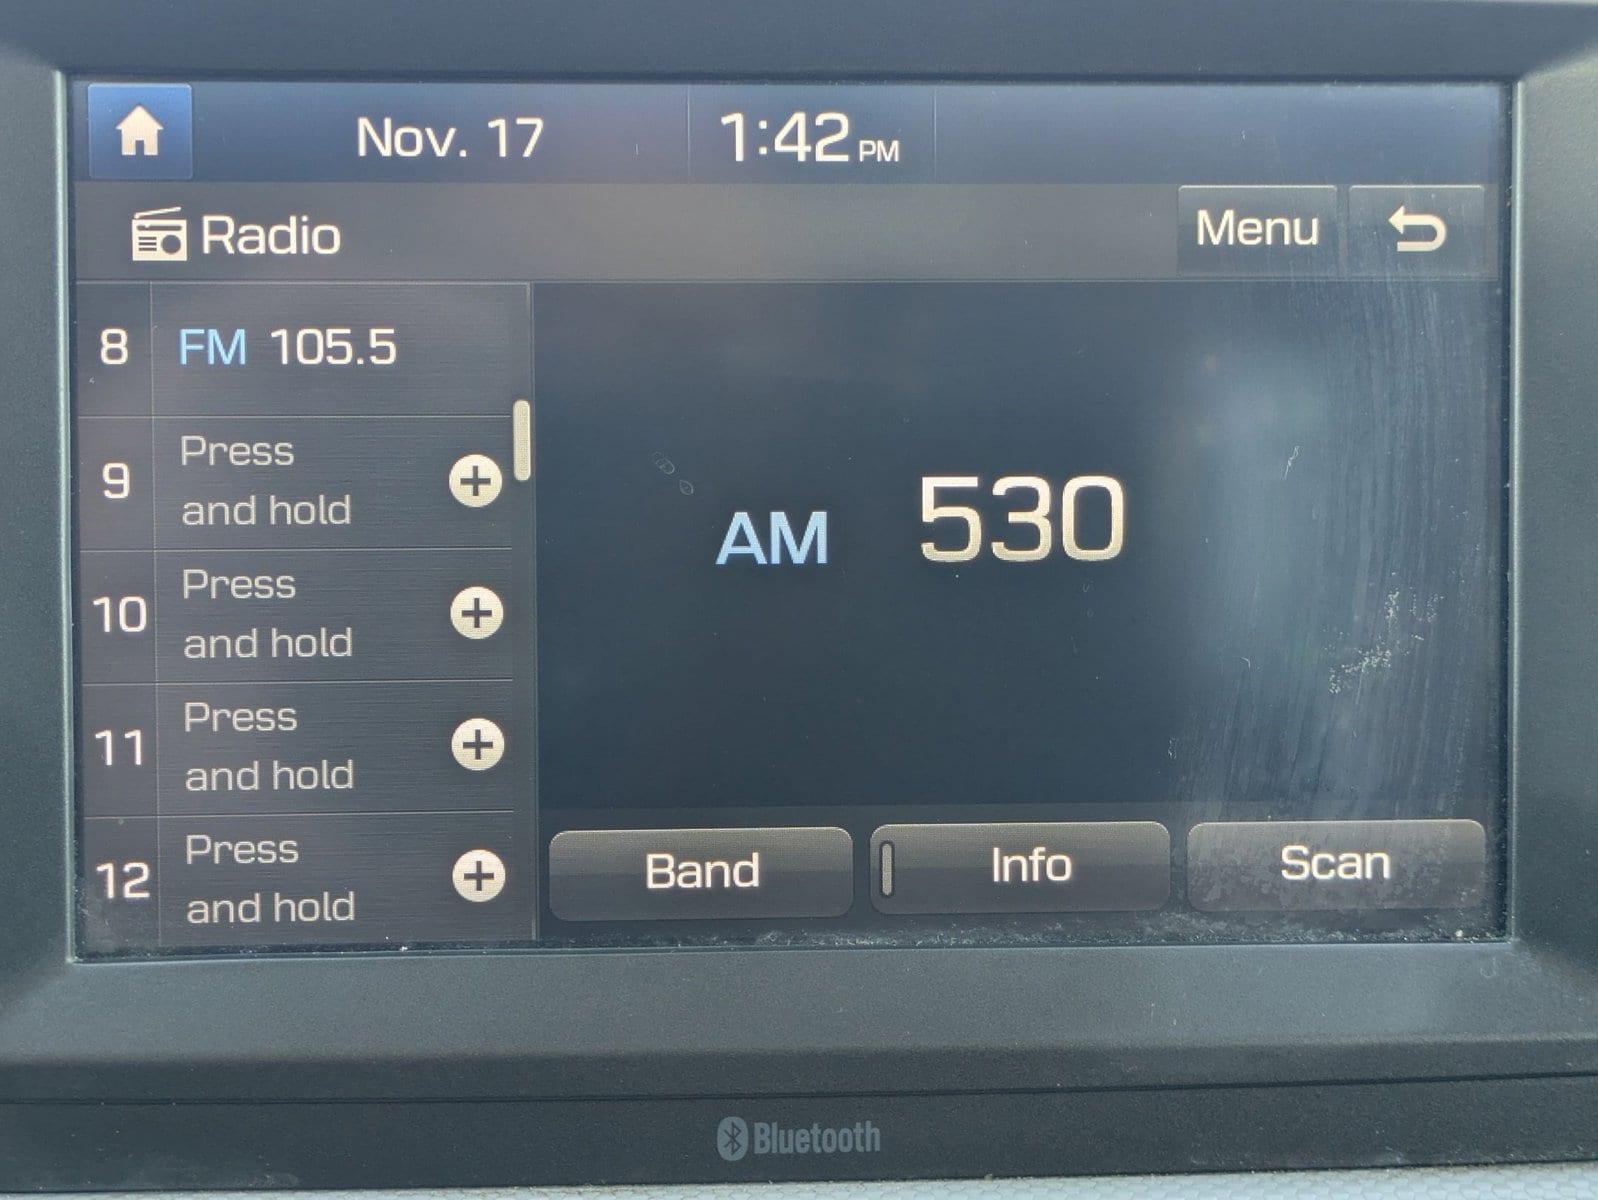 Nov. 17 1:42 PM
Radio Menu
8 FM 105.5
9 Press
and hold
10 Press
and hold
11 Press
and hold
12 Press
and hold
AM 530
Band Info Scan
Bluetooth